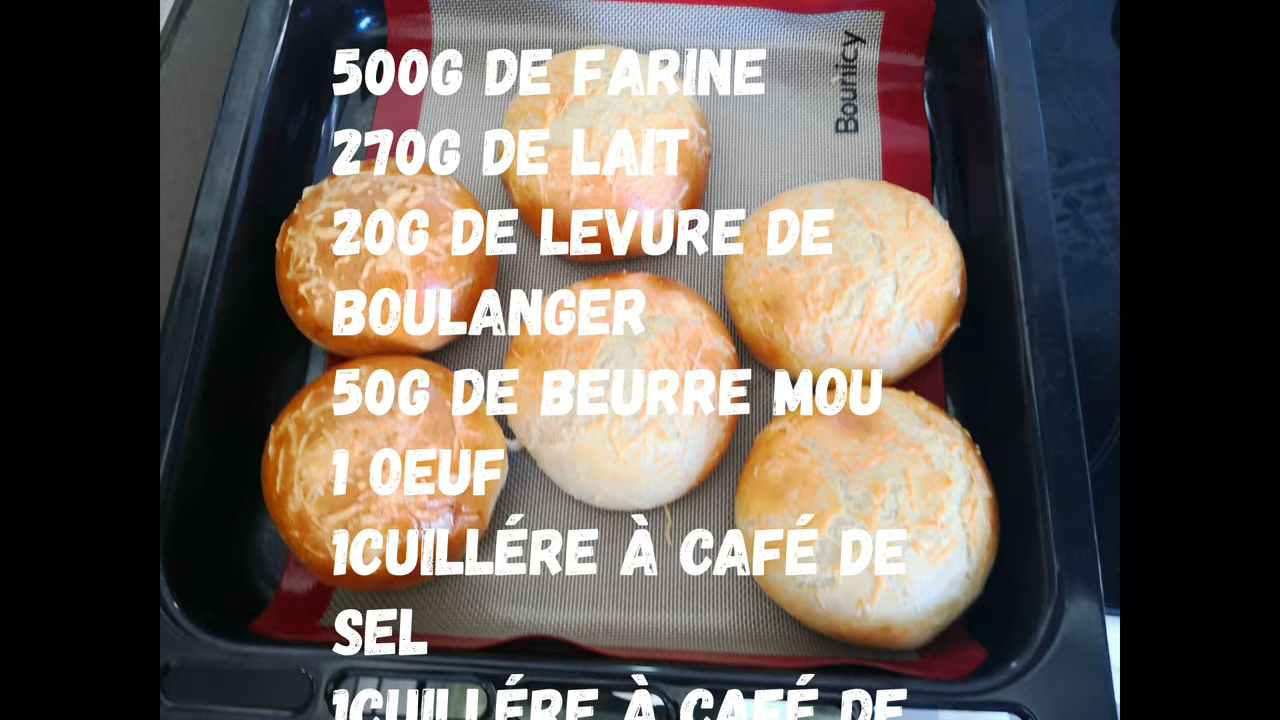 500G DE FARINE
270G DE LAIT
20G DE LEVURE DE
BOULANGER
50G DE BEURRE MOU
1 OEUF
1CUILLÉRE À CAFÉ DE
SEL
1CUILLÉRE À CAFÉ DE
Bounicy